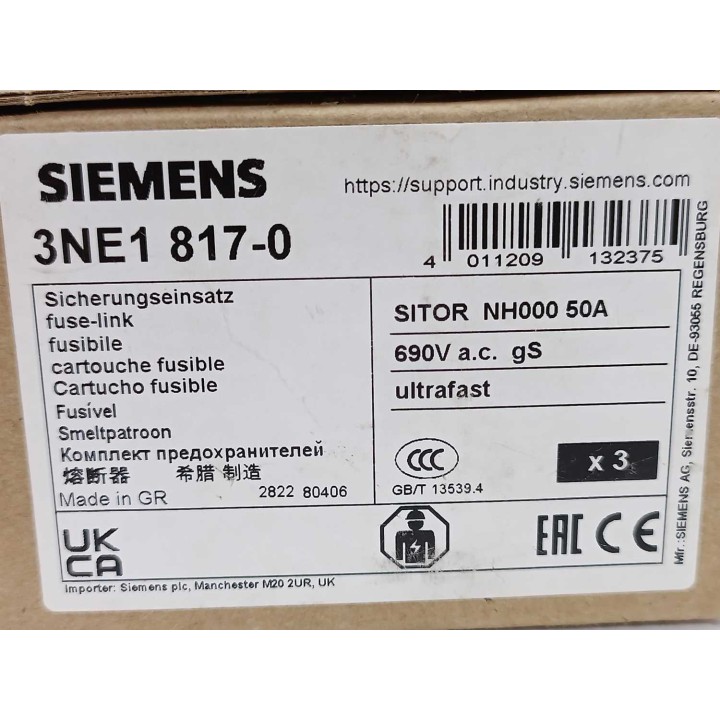 SIEMENS
https://support.industry.siemens.com
3NE1 817-0
4 011209 132375
Sicherungseinsatz
fuse-link
fusibile
cartouche fusible
Cartucho fusible
Fusível
Smeltpatroon
Комплект предохранителей
熔断器 希腊 制造
Made in GR 2822 80406
SITOR NH000 50A
690V a.c. gS
ultrafast
CCC
x 3
GB/T 13539.4
UK
CA
EAC CE
Importer: Siemens plc, Manchester M20 2UR, UK
Mfr.:SIEMENS AG, Siemensstr. 10, DE-93055 REGENSBURG